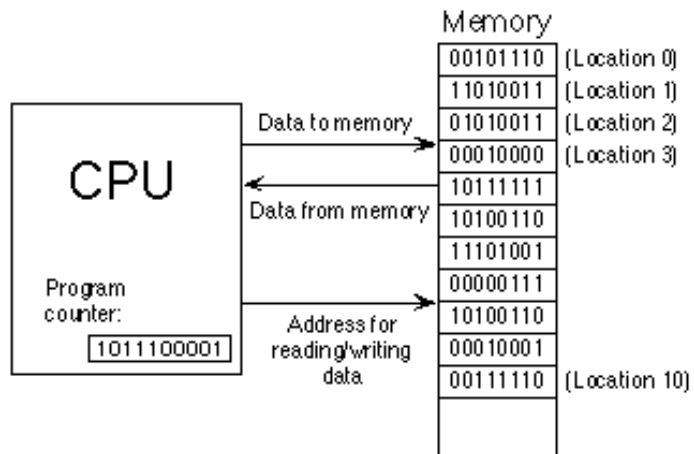 Memory
00101110 (Location 0)
11010011 (Location 1)
01010011 (Location 2)
00010000 (Location 3)
10111111
10100110
11101001
00000111
10100110
00010001
00111110 (Location 10)
CPU
Program
counter:
1011100001
Data to memory
Data from memory
Address for
reading/writing
data